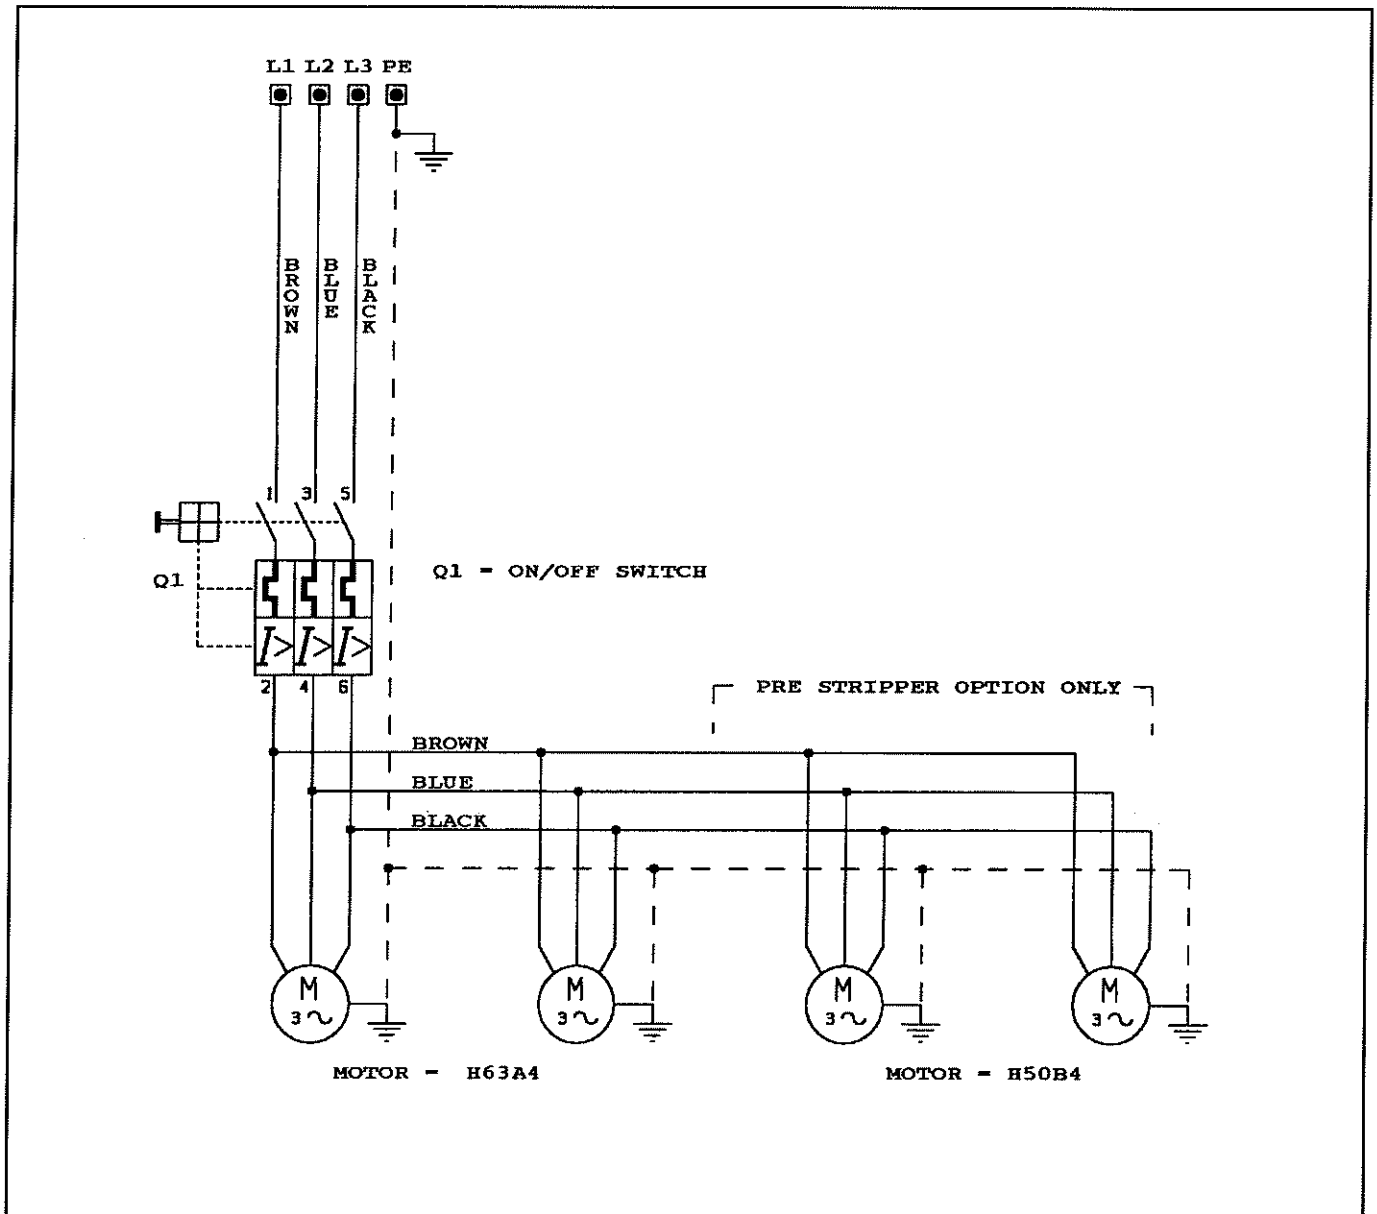 L1 L2 L3 PE
BROWN
BLUE
BLACK
1 3 5
Q1
Q1 = ON/OFF SWITCH
I> I> I>
2 4 6
PRE STRIPPER OPTION ONLY
BROWN
BLUE
BLACK
M M M M
3~ 3~ 3~ 3~
MOTOR = H63A4
MOTOR = H50B4